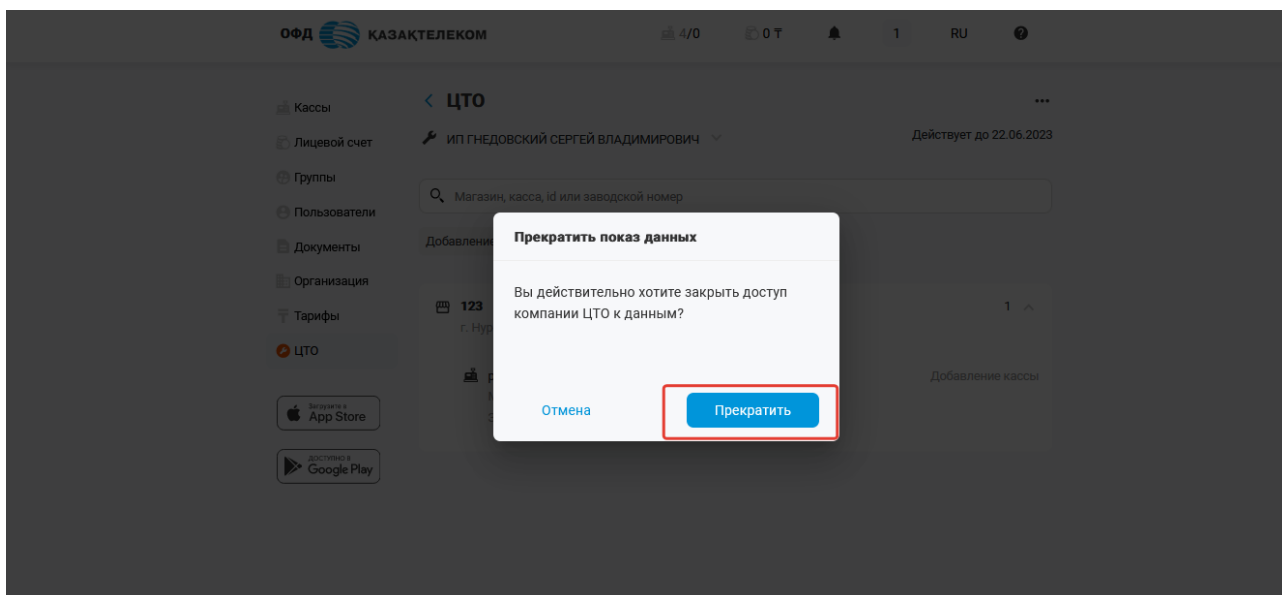 ОФД ҚАЗАҚТЕЛЕКОМ 4/0 0 ₸ 1 RU ?
Кассы
Лицевой счет
Группы
Пользователи
Документы
Организация
Тарифы
ЦТО
Загрузите в
App Store
ДОСТУПНО В
Google Play
ЦТО
ИП ГНЕДОВСКИЙ СЕРГЕЙ ВЛАДИМИРОВИЧ
Действует до 22.06.2023
Магазин, касса, id или заводской номер
Добавление
123
1
г. Нур
Добавление кассы
Прекратить показ данных
Вы действительно хотите закрыть доступ
компании ЦТО к данным?
Отмена
Прекратить